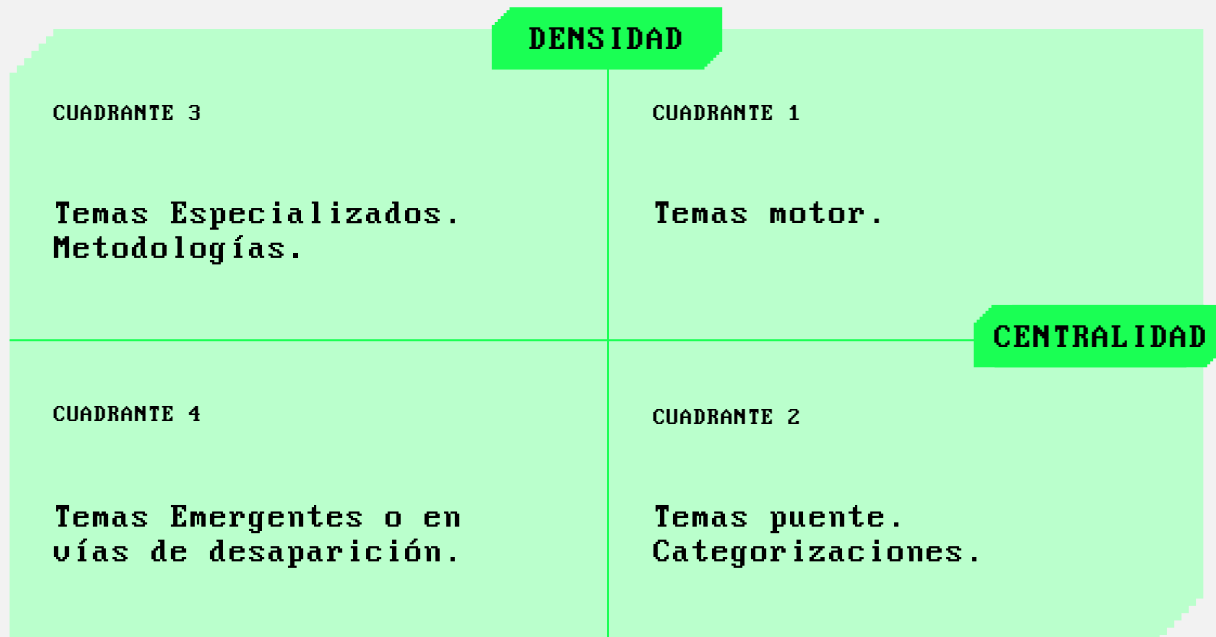 DENSIDAD
CUADRANTE 3
Temas Especializados.
Metodologías.
CUADRANTE 1
Temas motor.
CENTRALIDAD
CUADRANTE 4
Temas Emergentes o en
vías de desaparición.
CUADRANTE 2
Temas puente.
Categorizaciones.